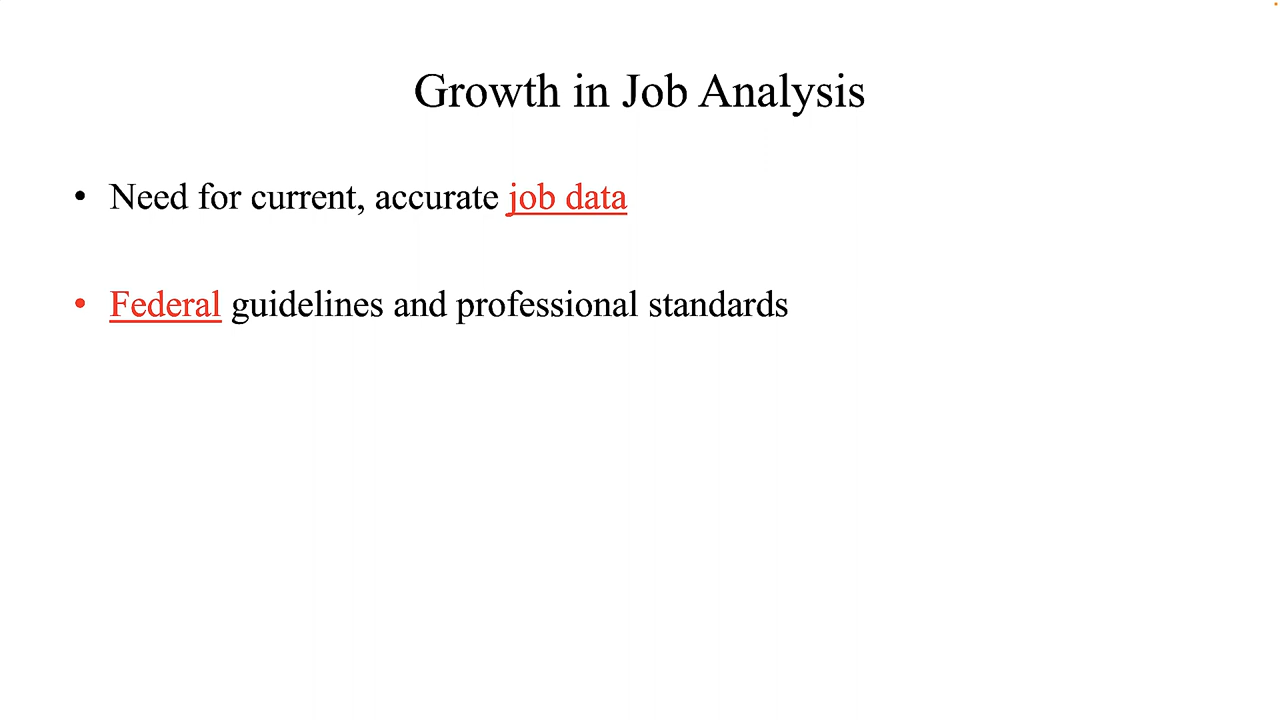 Growth in Job Analysis
• Need for current, accurate job data
• Federal guidelines and professional standards